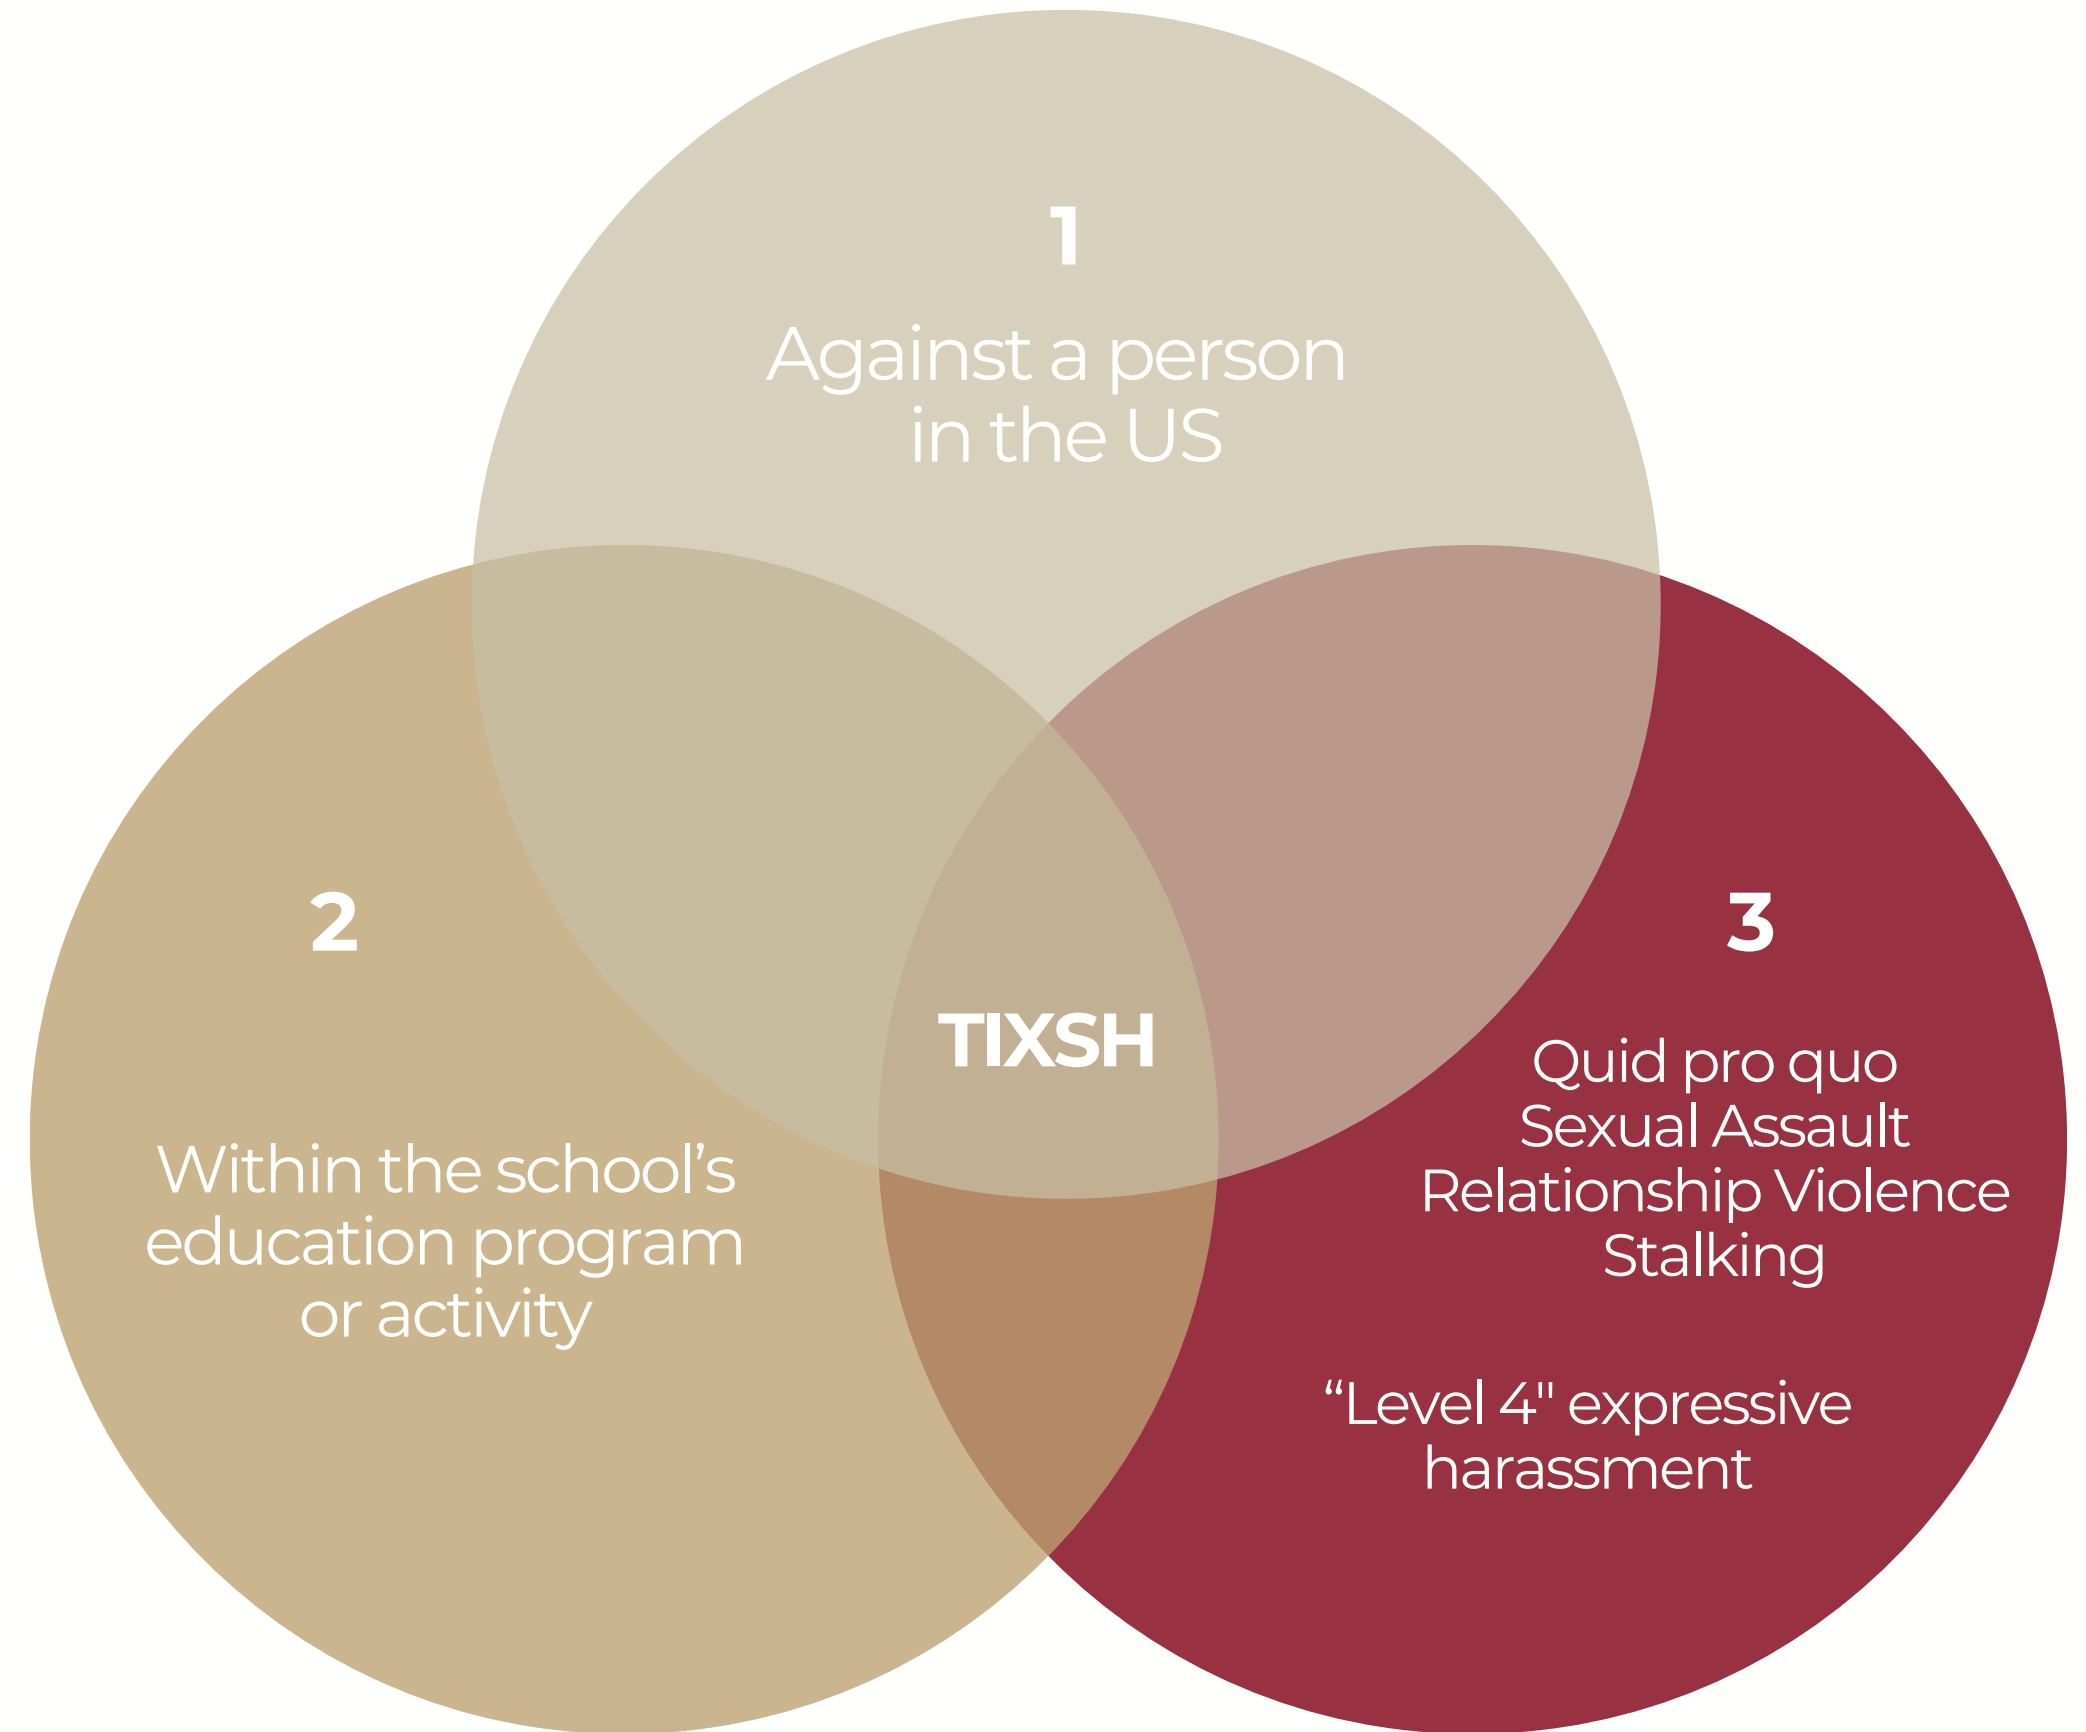 1
Against a person
in the US
2
Within the school's
education program
or activity
TIXSH
3
Quid pro quo
Sexual Assault
Relationship Violence
Stalking
“Level 4" expressive
harassment